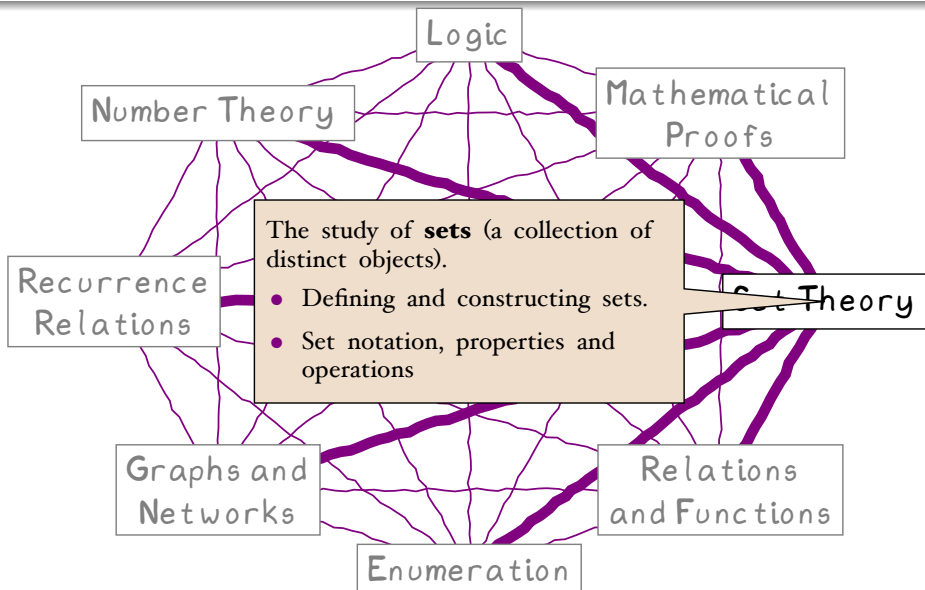 Logic
Number Theory
Mathematical
Proofs
The study of sets (a collection of
distinct objects).
• Defining and constructing sets.
• Set notation, properties and
operations
Recurrence
Relations
Set Theory
Graphs and
Networks
Relations
and Functions
Enumeration